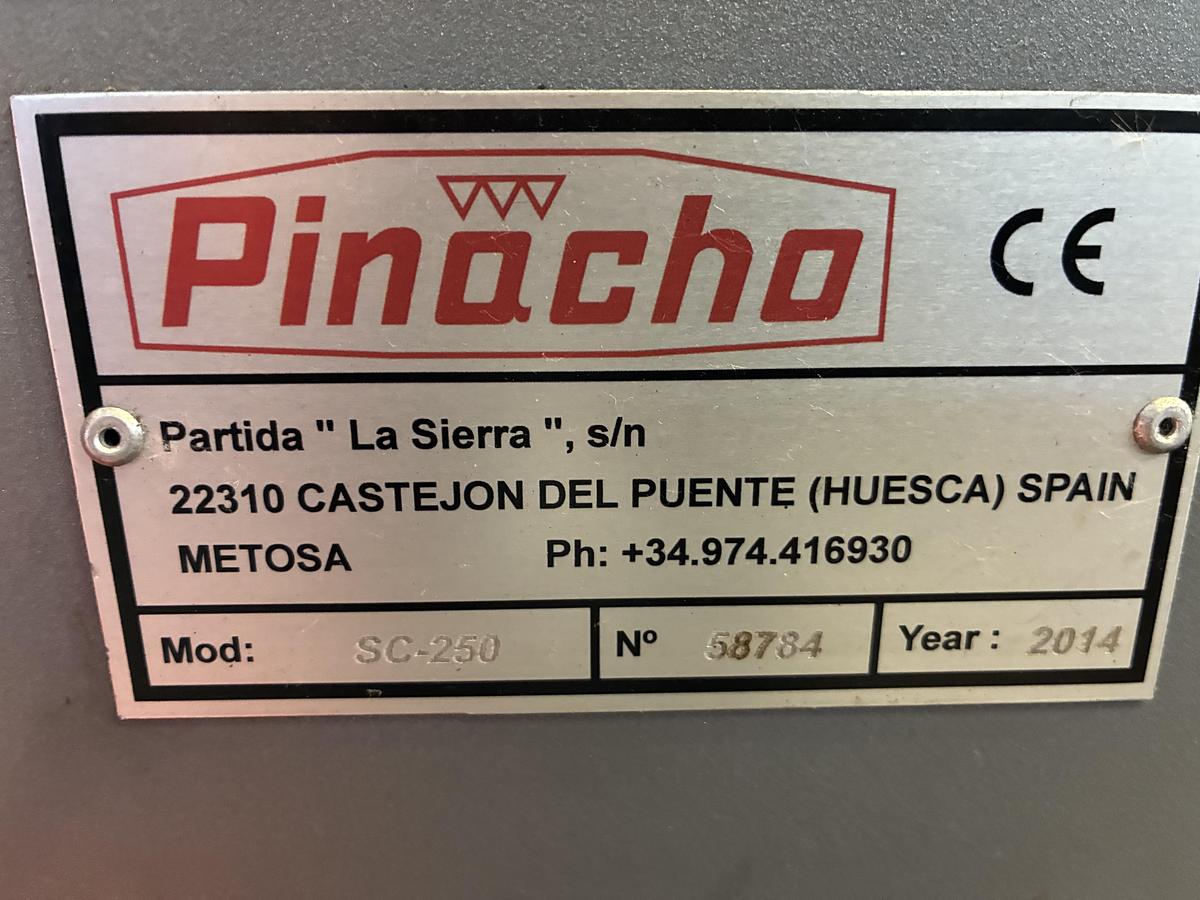 Pinacho
CE
Partida " La Sierra ", s/n
22310 CASTEJON DEL PUENTE (HUESCA) SPAIN
METOSA Ph: +34.974.416930
Mod: SC-250 Nº 58784 Year : 2014